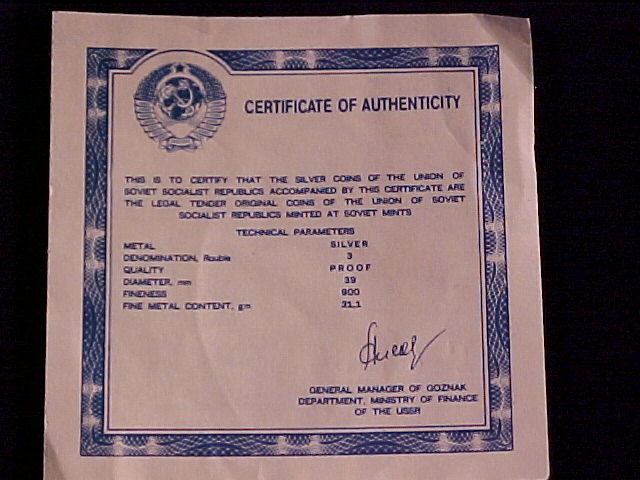 CERTIFICATE OF AUTHENTICITY
THIS IS TO CERTIFY THAT THE SILVER COINS OF THE UNION OF
SOVIET SOCIALIST REPUBLICS ACCOMPANIED BY THIS CERTIFICATE ARE
THE LEGAL TENDER ORIGINAL COINS OF THE UNION OF SOVIET
SOCIALIST REPUBLICS MINTED AT SOVIET MINTS
TECHNICAL PARAMETERS
METAL SILVER
DENOMINATION, Rouble 3
QUALITY PROOF
DIAMETER, mm 39
FINENESS 900
FINE METAL CONTENT, gm 31,1
GENERAL MANAGER OF GOZNAK
DEPARTMENT, MINISTRY OF FINANCE
OF THE USSR